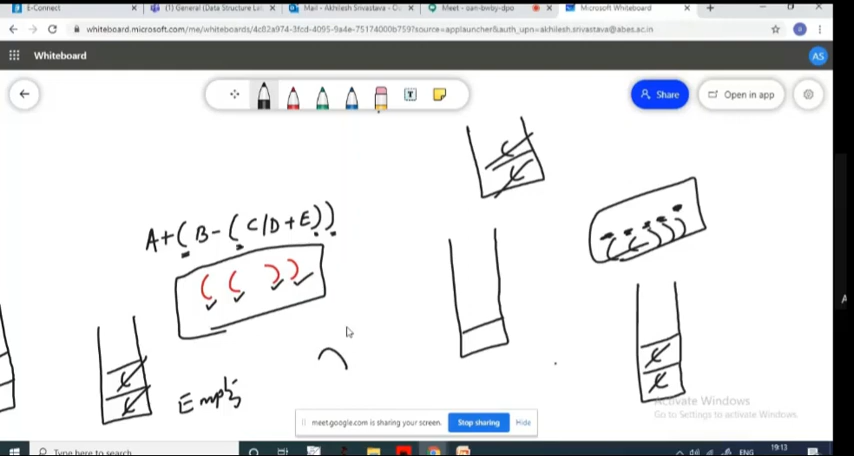 E-Connect
(1) General (Data Structure Lab
Mail - Akhilesh Srivastava - O
Meet - oan-bwby-dpo
Microsoft Whiteboard
whiteboard.microsoft.com/me/whiteboards/4c62a974-3fcd-4095-9a4e-75174000b759?source=applauncher&auth_upn=akhilesh.srivastava@abes.ac.in
Whiteboard
AS
Share
Open in app
A+(B-(C/D+E))
( ( ) )
( ( ) ) )
(
(
(
(
(
(
Empty
meet.google.com is sharing your screen.
Stop sharing
Hide
Activate Windows
Go to Settings to activate Windows.
Type here to search
ENG
19:13
A